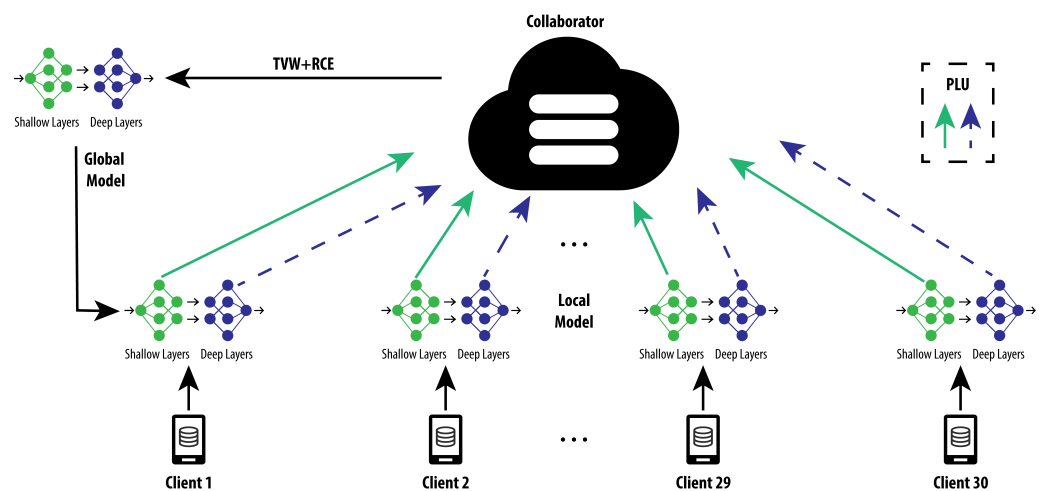 Collaborator
TVW+RCE
PLU
Shallow Layers Deep Layers
Global
Model
...
Local
Model
Shallow Layers Deep Layers
Shallow Layers Deep Layers
Shallow Layers Deep Layers
Shallow Layers Deep Layers
...
Client 1
Client 2
Client 29
Client 30